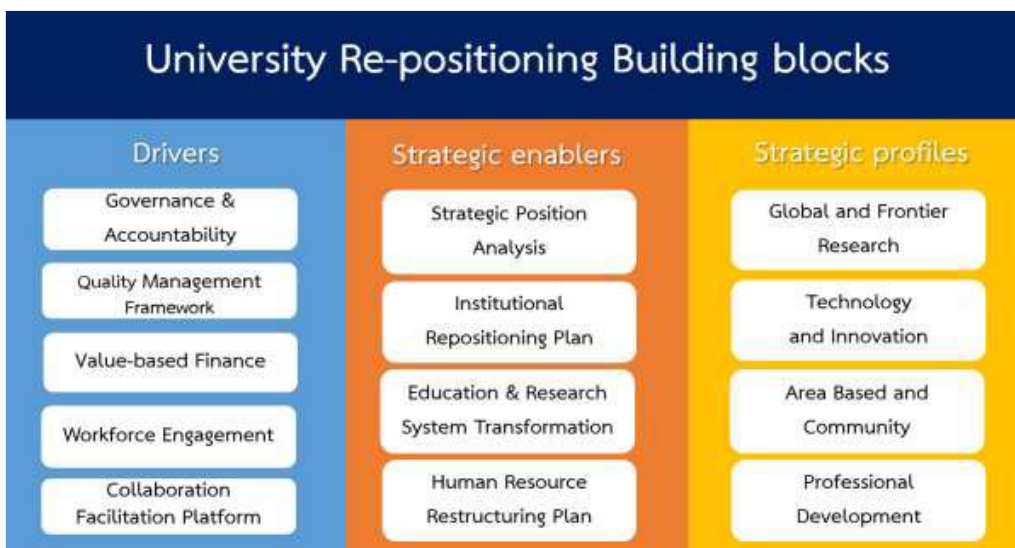 University Re-positioning Building blocks
Drivers
Governance &
Accountability
Quality Management
Framework
Value-based Finance
Workforce Engagement
Collaboration
Facilitation Platform
Strategic enablers
Strategic Position
Analysis
Institutional
Repositioning Plan
Education & Research
System Transformation
Human Resource
Restructuring Plan
Strategic profiles
Global and Frontier
Research
Technology
and Innovation
Area Based and
Community
Professional
Development